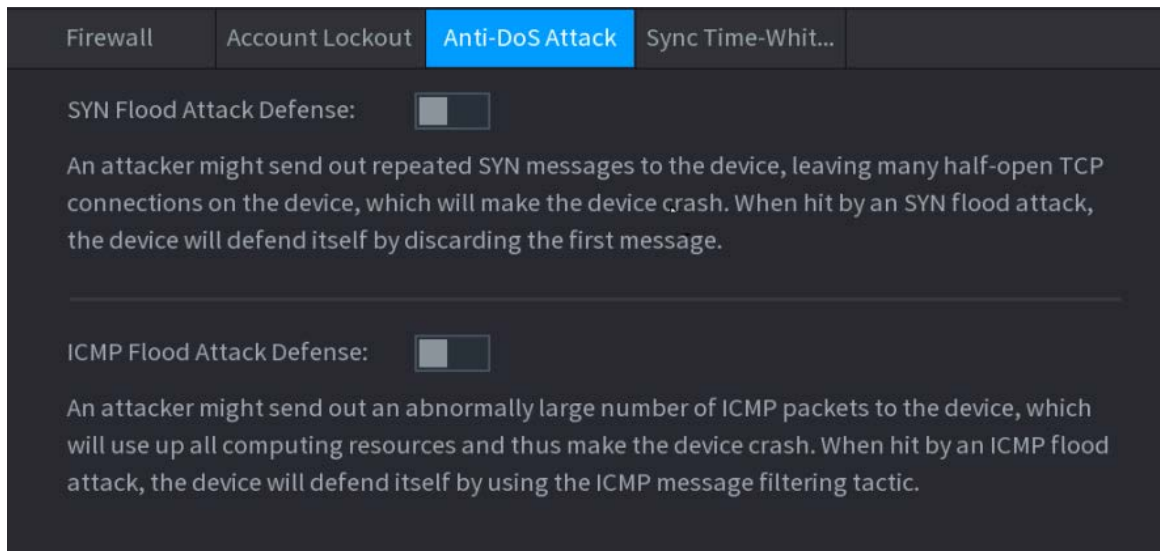 Firewall Account Lockout Anti-DoS Attack Sync Time-Whit...
SYN Flood Attack Defense:
An attacker might send out repeated SYN messages to the device, leaving many half-open TCP
connections on the device, which will make the device crash. When hit by an SYN flood attack,
the device will defend itself by discarding the first message.
ICMP Flood Attack Defense:
An attacker might send out an abnormally large number of ICMP packets to the device, which
will use up all computing resources and thus make the device crash. When hit by an ICMP flood
attack, the device will defend itself by using the ICMP message filtering tactic.